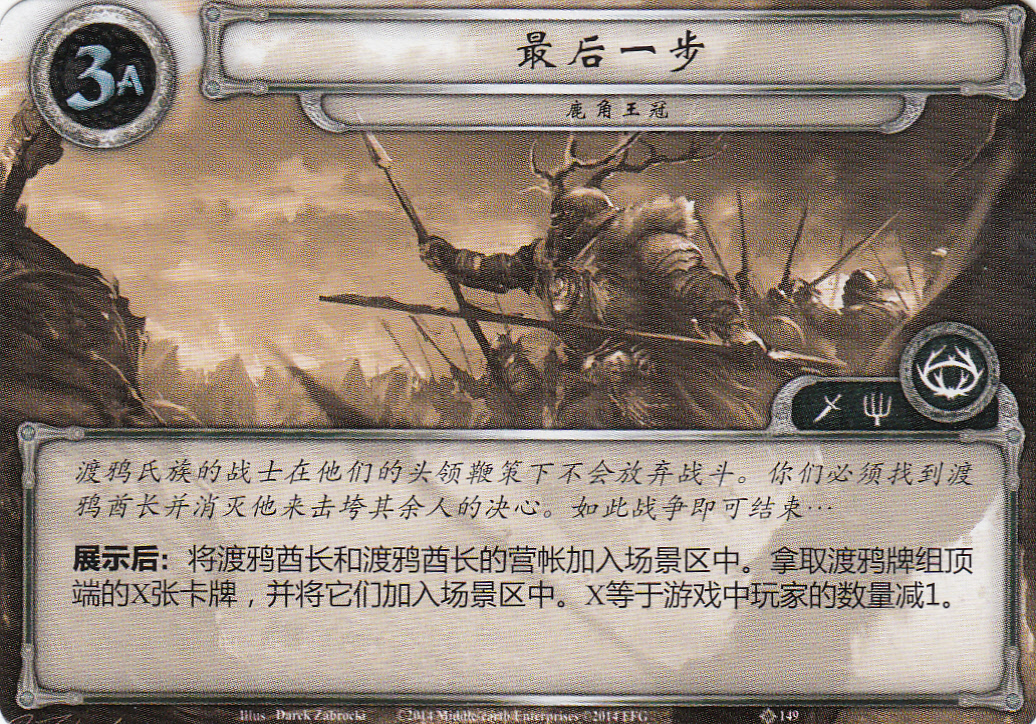 3A
最后一步
鹿角王冠
渡鸦氏族的战士在他们的头领鞭策下不会放弃战斗。你们必须找到渡
鸦酋长并消灭他来击垮其余人的决心。如此战争即可结束…
展示后：将渡鸦酋长和渡鸦酋长的营帐加入场景区中。拿取渡鸦牌组顶
端的X张卡牌，并将它们加入场景区中。X等于游戏中玩家的数量减1。
Illus. Darek Zabrocki ©2014 Middle-earth Enterprises ©2014 FFG 149